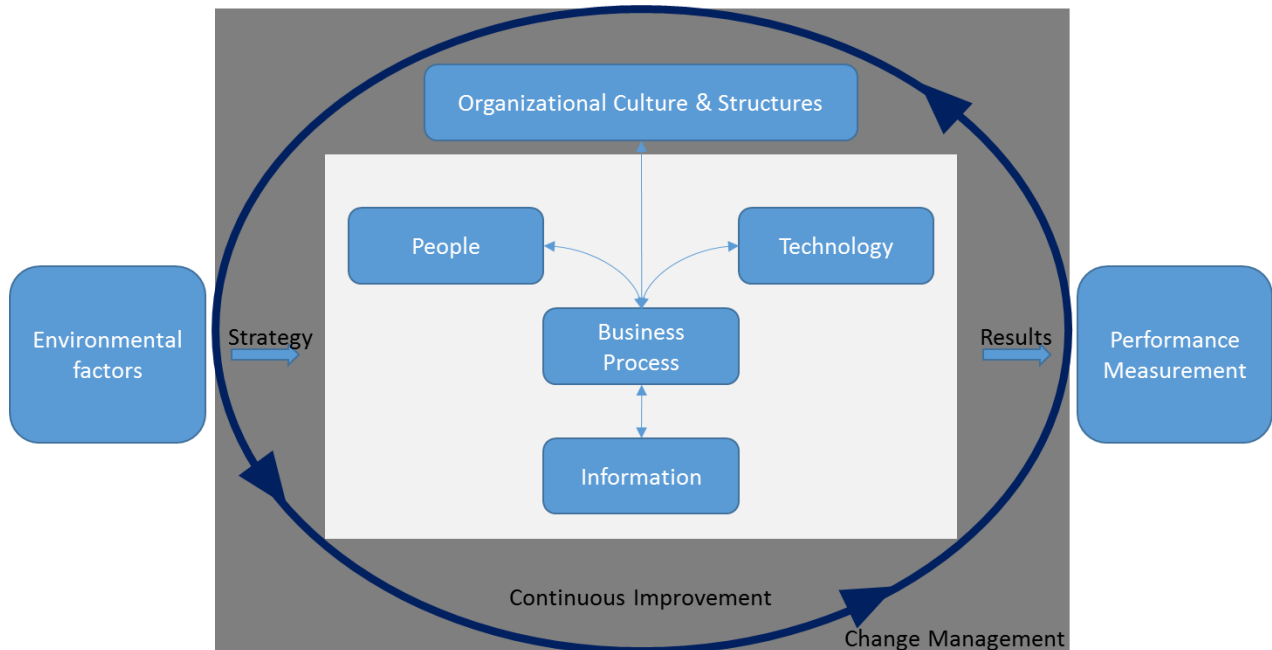 Organizational Culture & Structures
People
Technology
Environmental
factors
Strategy
Business
Process
Results
Performance
Measurement
Information
Continuous Improvement
Change Management